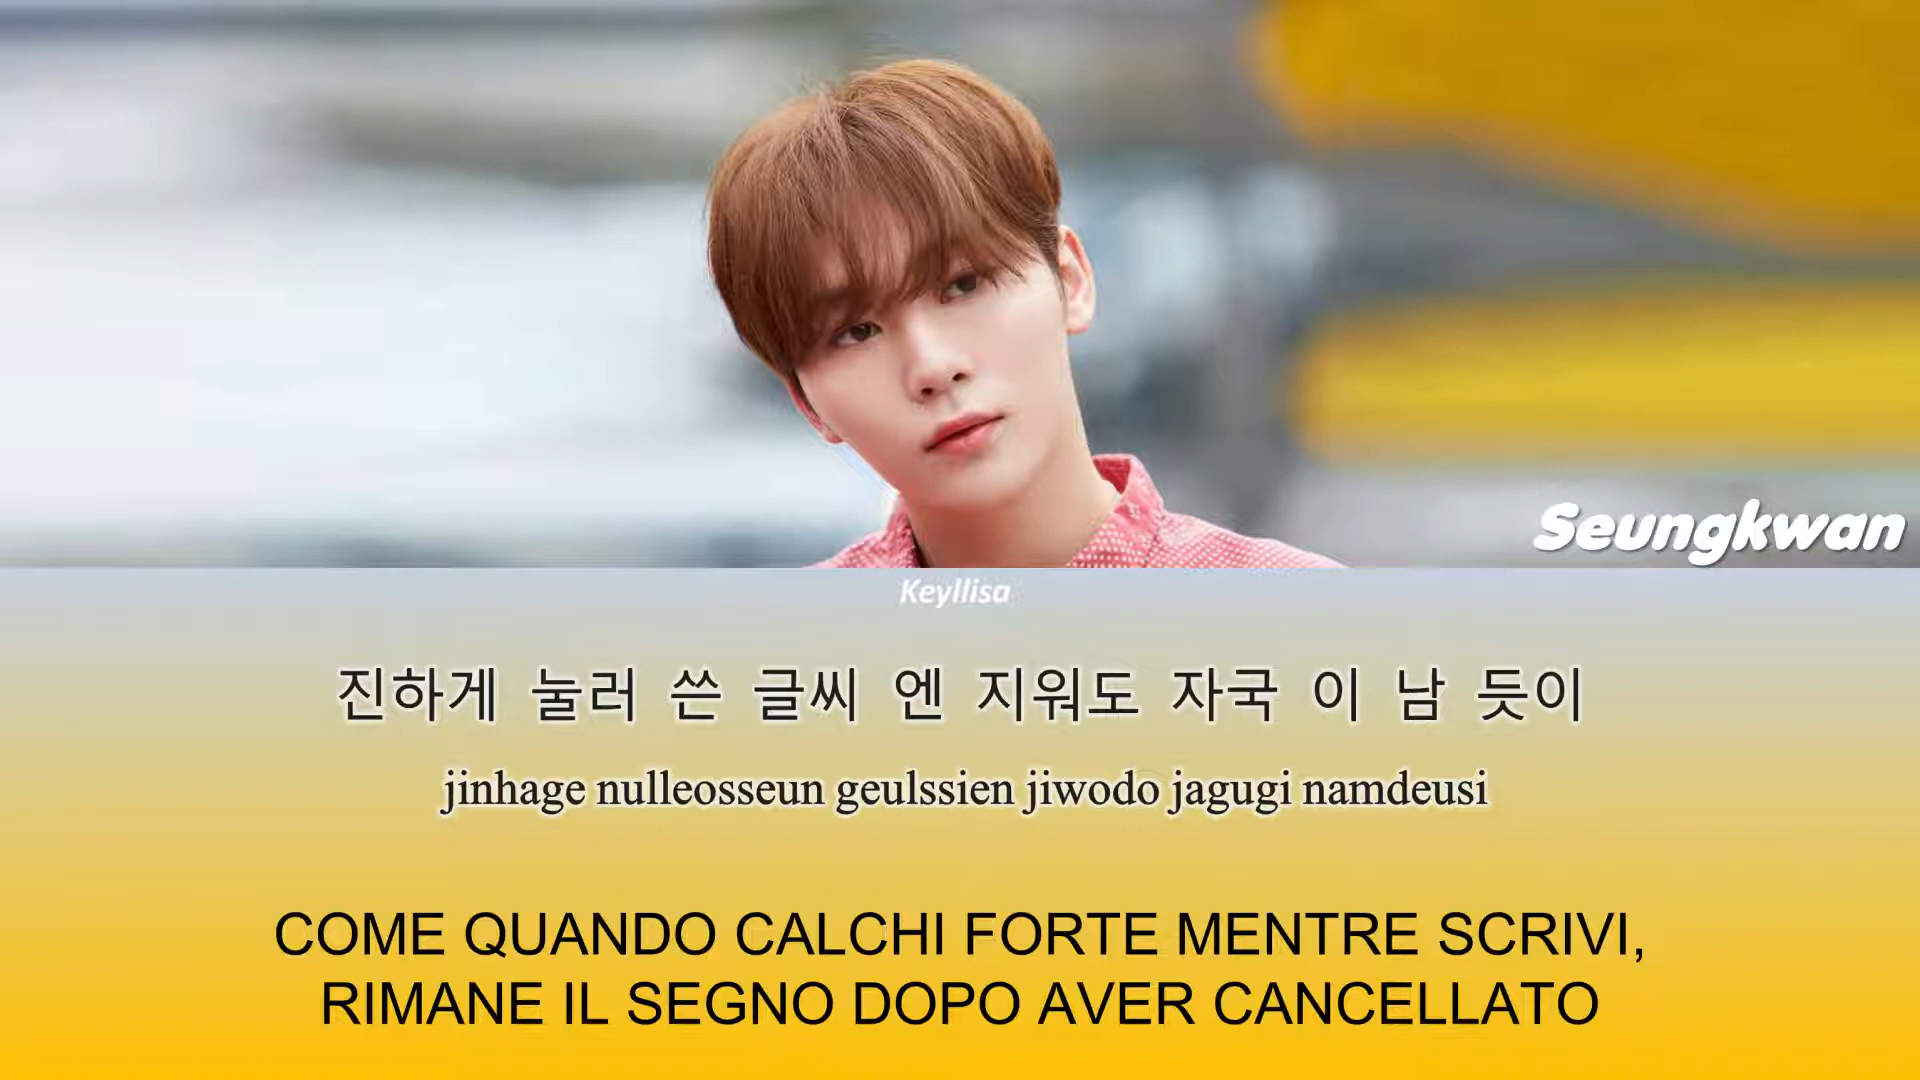 Seungkwan
Keyllisa
진하게 눌러 쓴 글씨 엔 지워도 자국 이 남 듯이
jinhage nulleosseun geulssien jiwodo jagugi namdeusi
COME QUANDO CALCHI FORTE MENTRE SCRIVI,
RIMANE IL SEGNO DOPO AVER CANCELLATO